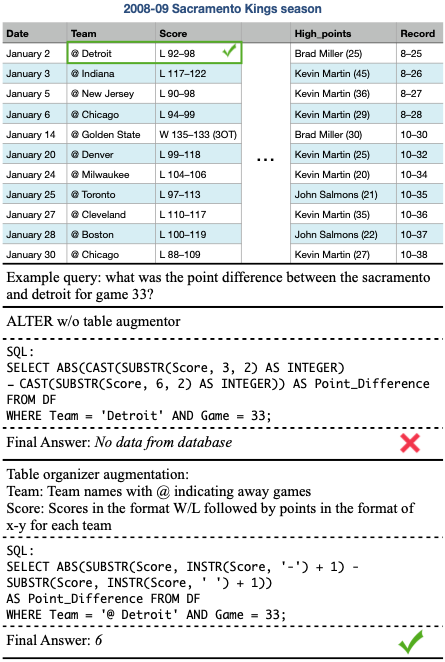 2008-09 Sacramento Kings season
Date Team Score High_points Record
January 2 @ Detroit L 92–98 Brad Miller (25) 8–25
January 3 @ Indiana L 117–122 Kevin Martin (45) 8–26
January 5 @ New Jersey L 90–98 Kevin Martin (36) 8–27
January 6 @ Chicago L 94–99 Kevin Martin (29) 8–28
January 14 @ Golden State W 135–133 (3OT) Brad Miller (30) 10–30
January 20 @ Denver L 99–118 Kevin Martin (25) 10–32
January 24 @ Milwaukee L 104–106 Kevin Martin (20) 10–34
January 25 @ Toronto L 97–113 John Salmons (21) 10–35
January 27 @ Cleveland L 110–117 Kevin Martin (35) 10–36
January 28 @ Boston L 100–119 John Salmons (22) 10–37
January 30 @ Chicago L 88–109 Kevin Martin (27) 10–38
...
Example query: what was the point difference between the sacramento
and detroit for game 33?
ALTER w/o table augmentor
SQL:
SELECT ABS(CAST(SUBSTR(Score, 3, 2) AS INTEGER)
– CAST(SUBSTR(Score, 6, 2) AS INTEGER)) AS Point_Difference
FROM DF
WHERE Team = 'Detroit' AND Game = 33;
Final Answer: No data from database
Table organizer augmentation:
Team: Team names with @ indicating away games
Score: Scores in the format W/L followed by points in the format of
x-y for each team
SQL:
SELECT ABS(SUBSTR(Score, INSTR(Score, '-') + 1) -
SUBSTR(Score, INSTR(Score, ' ') + 1))
AS Point_Difference FROM DF
WHERE Team = '@ Detroit' AND Game = 33;
Final Answer: 6